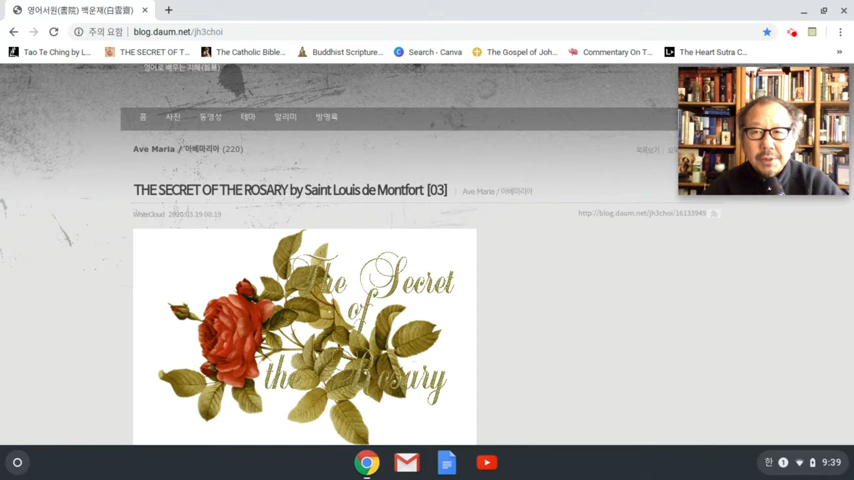 영어서원(書院) 백운재(白雲齋)
주의 요함
blog.daum.net/jh3choi
Tao Te Ching by L...
THE SECRET OF T...
The Catholic Bible...
Buddhist Scripture...
Search - Canva
The Gospel of Joh...
Commentary On T...
The Heart Sutra C...
영어로 배우는 지혜(智慧)
홈 사진 동영상 테마 알리미 방명록
Ave Maria / 아베마리아 (220)
목록보기
THE SECRET OF THE ROSARY by Saint Louis de Montfort [03]
Ave Maria / 아베마리아
WhiteCloud 2020.03.19 00:19
http://blog.daum.net/jh3choi/16133949
The Secret
of
the Rosary
한 1 9:39